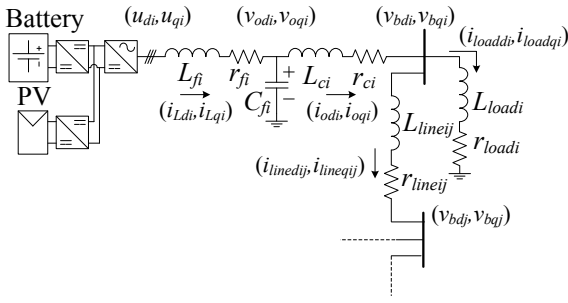 Battery
PV
(u_di, u_qi)
L_fi
r_fi
(i_Ldi, i_Lqi)
(v_odi, v_oqi)
+
−
C_fi
L_ci
r_ci
(i_odi, i_oqi)
(v_bdi, v_bqi)
(i_loaddi, i_loadqi)
L_loadi
r_loadi
L_lineij
(i_linedij, i_lineqij)
r_lineij
(v_bdj, v_bqj)